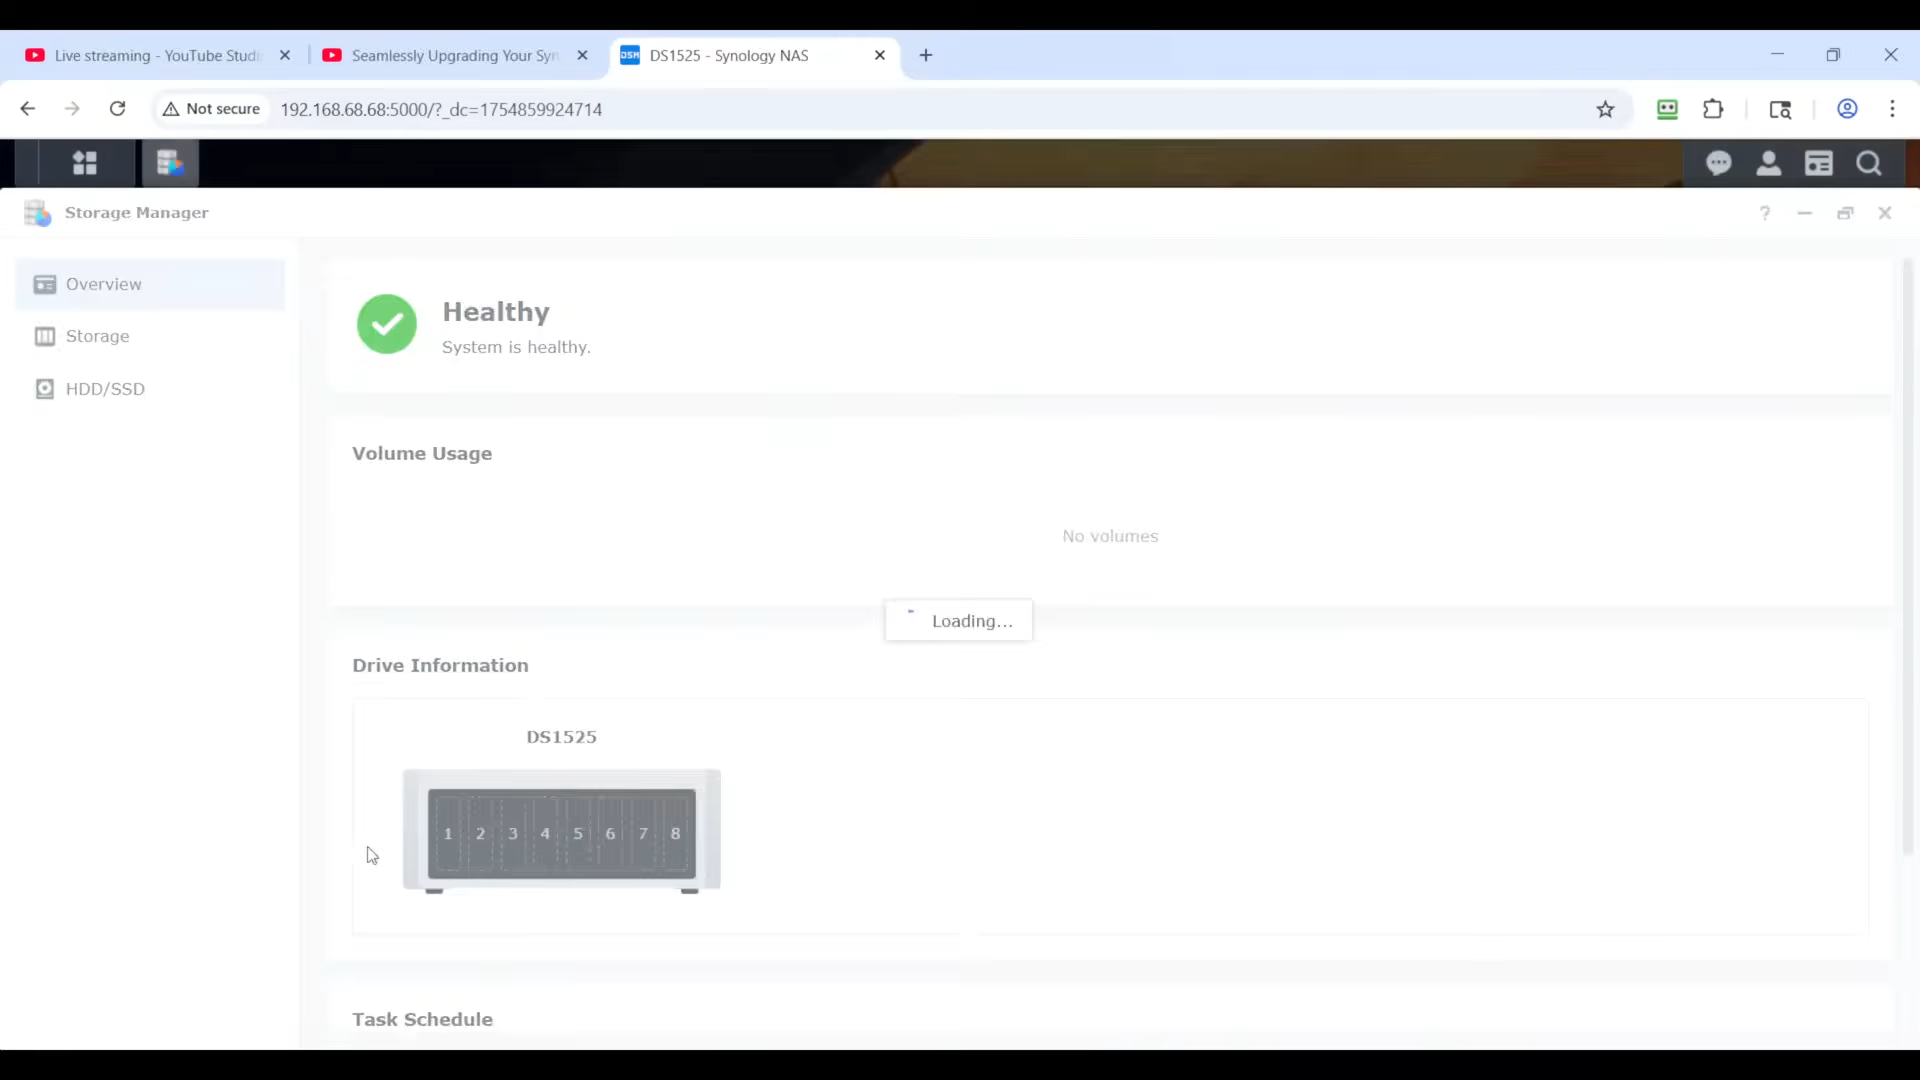 Live streaming - YouTube Studi
Seamlessly Upgrading Your Syn
DSM
DS1525 - Synology NAS
Not secure
192.168.68.68:5000/?_dc=1754859924714
Storage Manager
?
Overview
Storage
HDD/SSD
Healthy
System is healthy.
Volume Usage
No volumes
Loading...
Drive Information
DS1525
1 2 3 4 5 6 7 8
Task Schedule